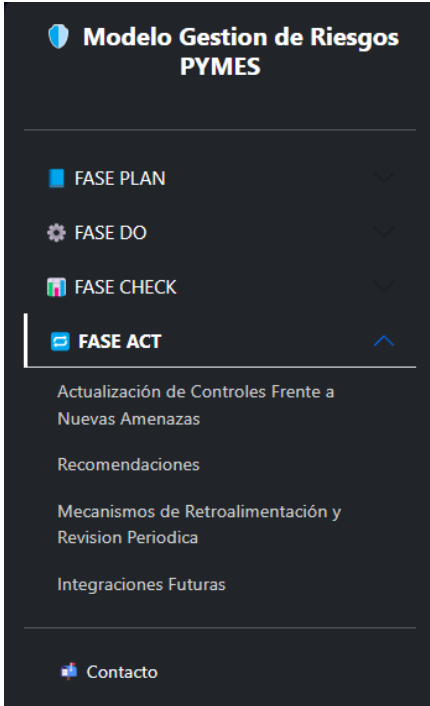 Modelo Gestion de Riesgos
PYMES
FASE PLAN
FASE DO
FASE CHECK
FASE ACT
Actualización de Controles Frente a
Nuevas Amenazas
Recomendaciones
Mecanismos de Retroalimentación y
Revision Periodica
Integraciones Futuras
Contacto